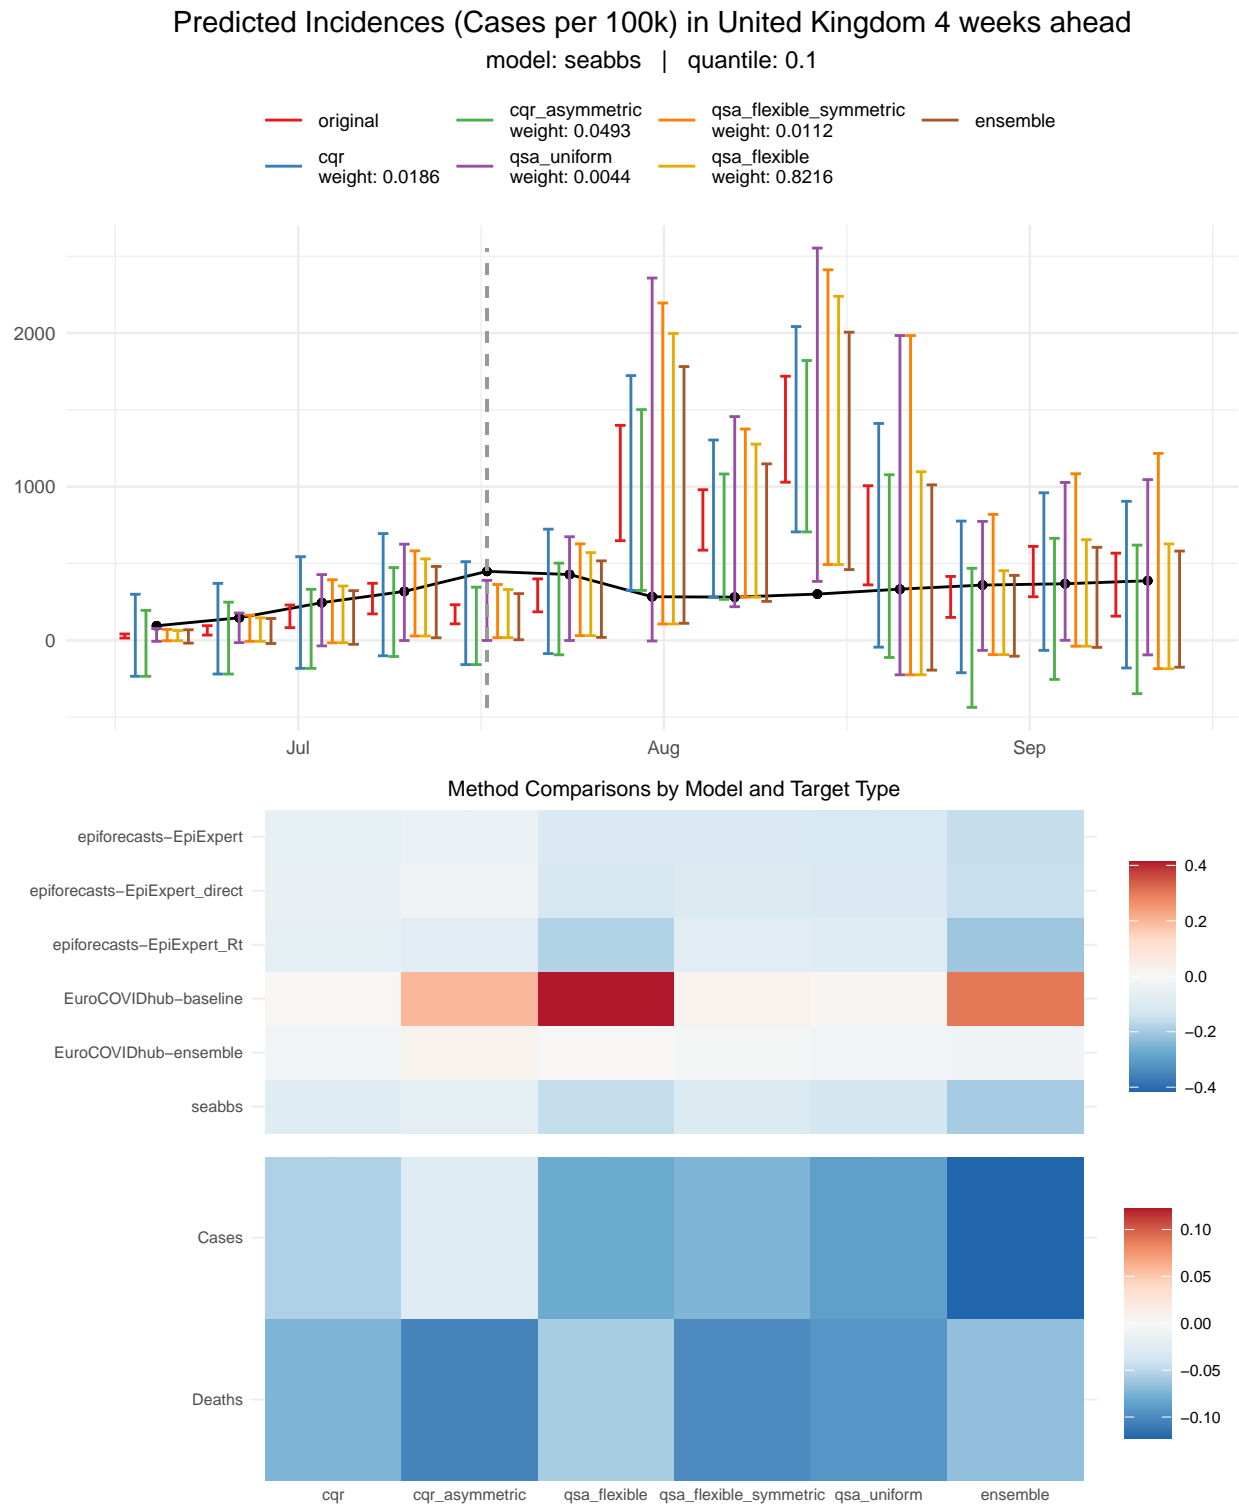 Predicted Incidences (Cases per 100k) in United Kingdom 4 weeks ahead
model: seabbs | quantile: 0.1
original
cqr
weight: 0.0186
cqr_asymmetric
weight: 0.0493
qsa_uniform
weight: 0.0044
qsa_flexible_symmetric
weight: 0.0112
qsa_flexible
weight: 0.8216
ensemble
2000
1000
0
Jul Aug Sep
Method Comparisons by Model and Target Type
epiforecasts−EpiExpert
epiforecasts−EpiExpert_direct
epiforecasts−EpiExpert_Rt
EuroCOVIDhub−baseline
EuroCOVIDhub−ensemble
seabbs
0.4
0.2
0.0
−0.2
−0.4
Cases
Deaths
0.10
0.05
0.00
−0.05
−0.10
cqr cqr_asymmetric qsa_flexible qsa_flexible_symmetric qsa_uniform ensemble